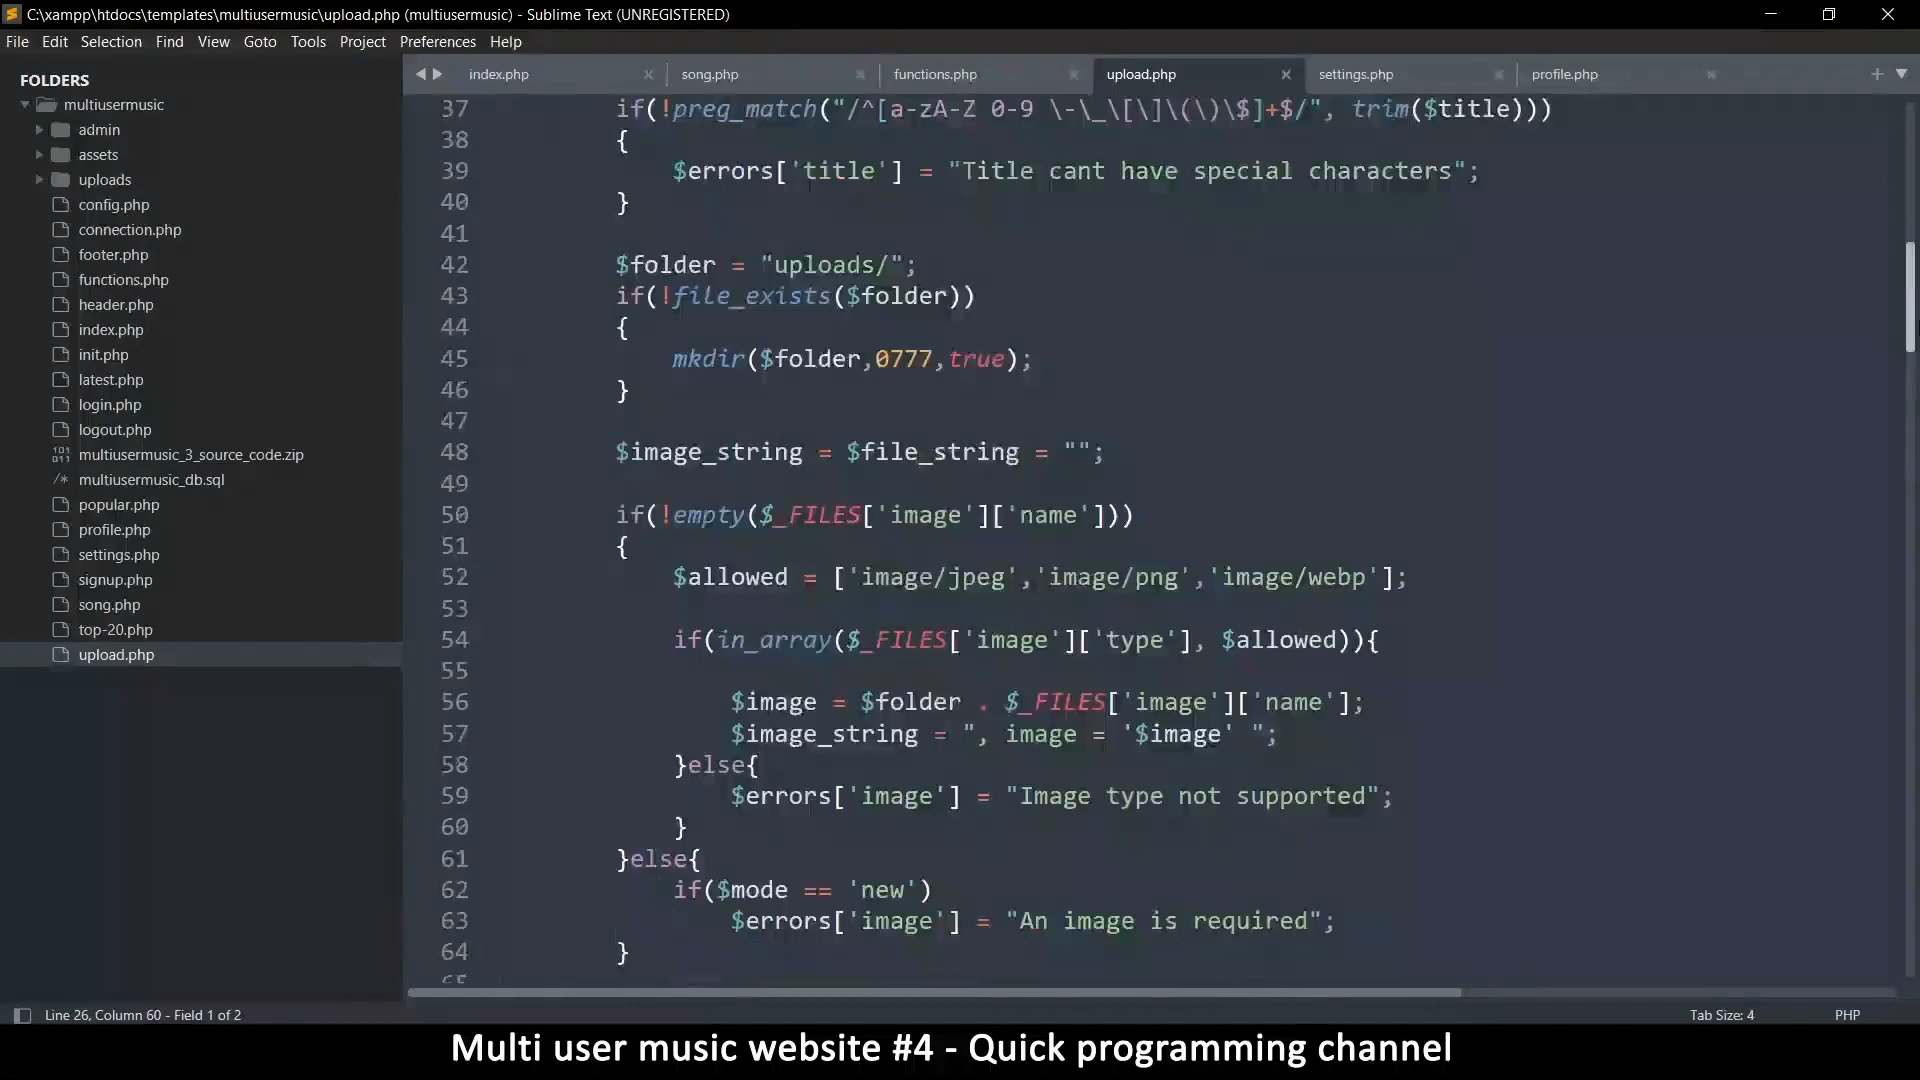 C:\xampp\htdocs\templates\multiusermusic\upload.php (multiusermusic) - Sublime Text (UNREGISTERED)
File Edit Selection Find View Goto Tools Project Preferences Help
FOLDERS
multiusermusic
admin
assets
uploads
config.php
connection.php
footer.php
functions.php
header.php
index.php
init.php
latest.php
login.php
logout.php
multiusermusic_3_source_code.zip
/* multiusermusic_db.sql
popular.php
profile.php
settings.php
signup.php
song.php
top-20.php
upload.php
index.php song.php functions.php upload.php settings.php profile.php
37 if(!preg_match("/^[a-zA-Z 0-9 \-\_\[\]\(\)\$]+$/", trim($title)))
38 {
39 $errors['title'] = "Title cant have special characters";
40 }
41
42 $folder = "uploads/";
43 if(!file_exists($folder))
44 {
45 mkdir($folder,0777,true);
46 }
47
48 $image_string = $file_string = "";
49
50 if(!empty($_FILES['image']['name']))
51 {
52 $allowed = ['image/jpeg','image/png','image/webp'];
53
54 if(in_array($_FILES['image']['type'], $allowed)){
55
56 $image = $folder . $_FILES['image']['name'];
57 $image_string = ", image = '$image' ";
58 }else{
59 $errors['image'] = "Image type not supported";
60 }
61 }else{
62 if($mode == 'new')
63 $errors['image'] = "An image is required";
64 }
Line 26, Column 60 - Field 1 of 2
Tab Size: 4 PHP
Multi user music website #4 - Quick programming channel